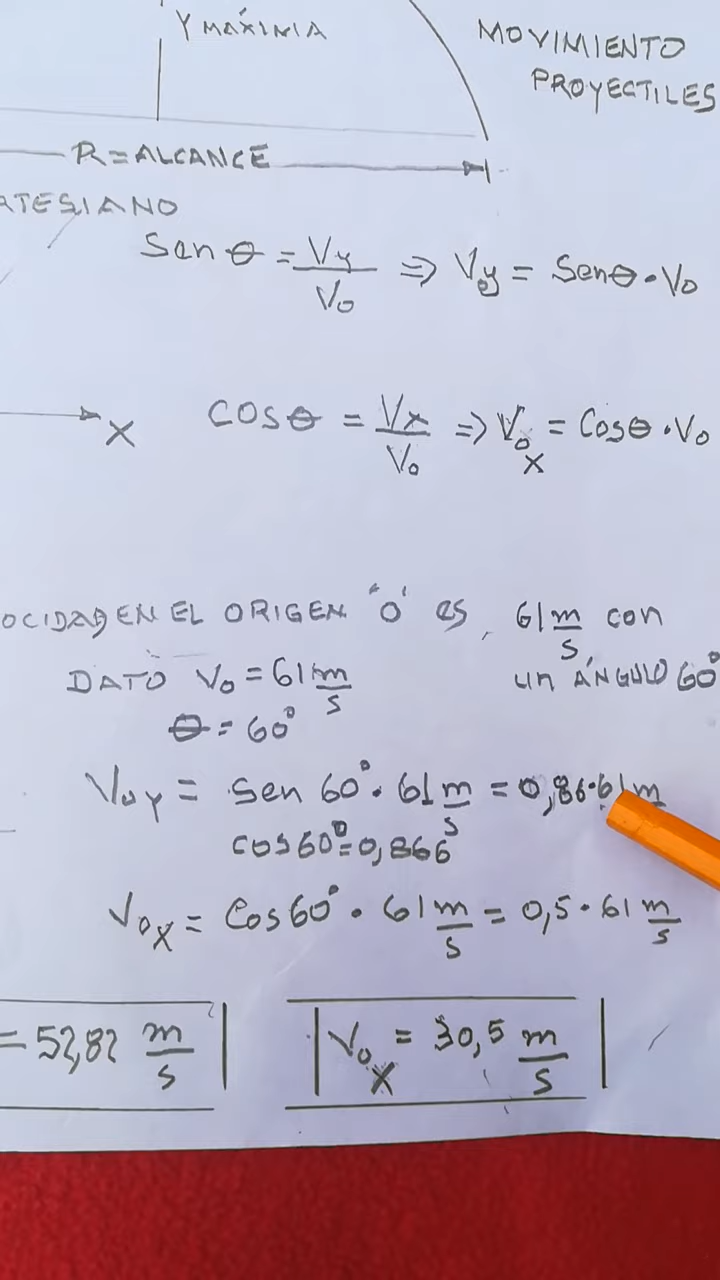 Y MÁXIMA
MOVIMIENTO
PROYECTILES
R = ALCANCE
RTESIANO
Sen θ = Vy / Vo ⇒ Voy = Senθ · Vo
X
COS θ = Vx / Vo ⇒ Vox = Cosθ · Vo
OCIDAD EN EL ORIGEN "O" es, 61 m/s con
un ÁNGULO 60°
DATO Vo = 61 m/s
θ = 60°
VoY = Sen 60° · 61 m/s = 0,86·61 m
COS 60° = 0,866
VoX = Cos 60° · 61 m/s = 0,5 · 61 m/s
= 52,82 m/s
VoX = 30,5 m/s